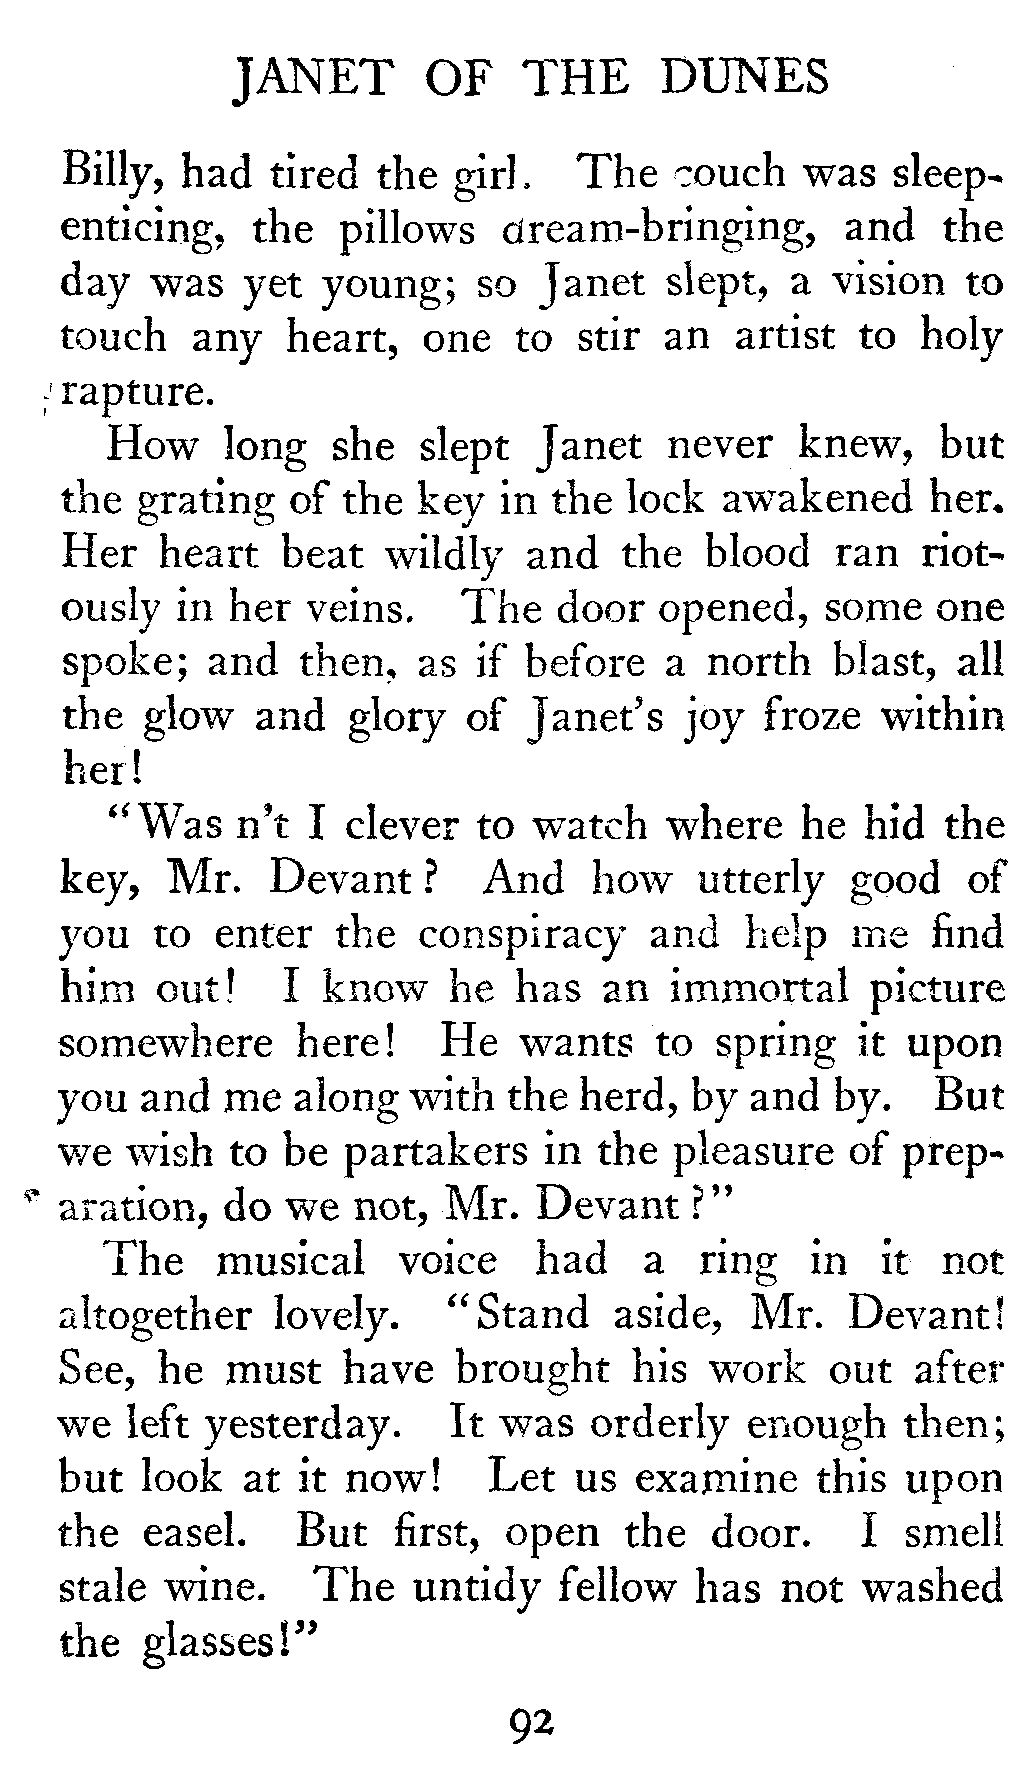 JANET OF THE DUNES
Billy, had tired the girl. The couch was sleep-
enticing, the pillows dream-bringing, and the
day was yet young; so Janet slept, a vision to
touch any heart, one to stir an artist to holy
rapture.
How long she slept Janet never knew, but
the grating of the key in the lock awakened her.
Her heart beat wildly and the blood ran riot-
ously in her veins. The door opened, some one
spoke; and then, as if before a north blast, all
the glow and glory of Janet's joy froze within
her!
"Was n't I clever to watch where he hid the
key, Mr. Devant? And how utterly good of
you to enter the conspiracy and help me find
him out! I know he has an immortal picture
somewhere here! He wants to spring it upon
you and me along with the herd, by and by. But
we wish to be partakers in the pleasure of prep-
aration, do we not, Mr. Devant?"
The musical voice had a ring in it not
altogether lovely. "Stand aside, Mr. Devant!
See, he must have brought his work out after
we left yesterday. It was orderly enough then;
but look at it now! Let us examine this upon
the easel. But first, open the door. I smell
stale wine. The untidy fellow has not washed
the glasses!"
92